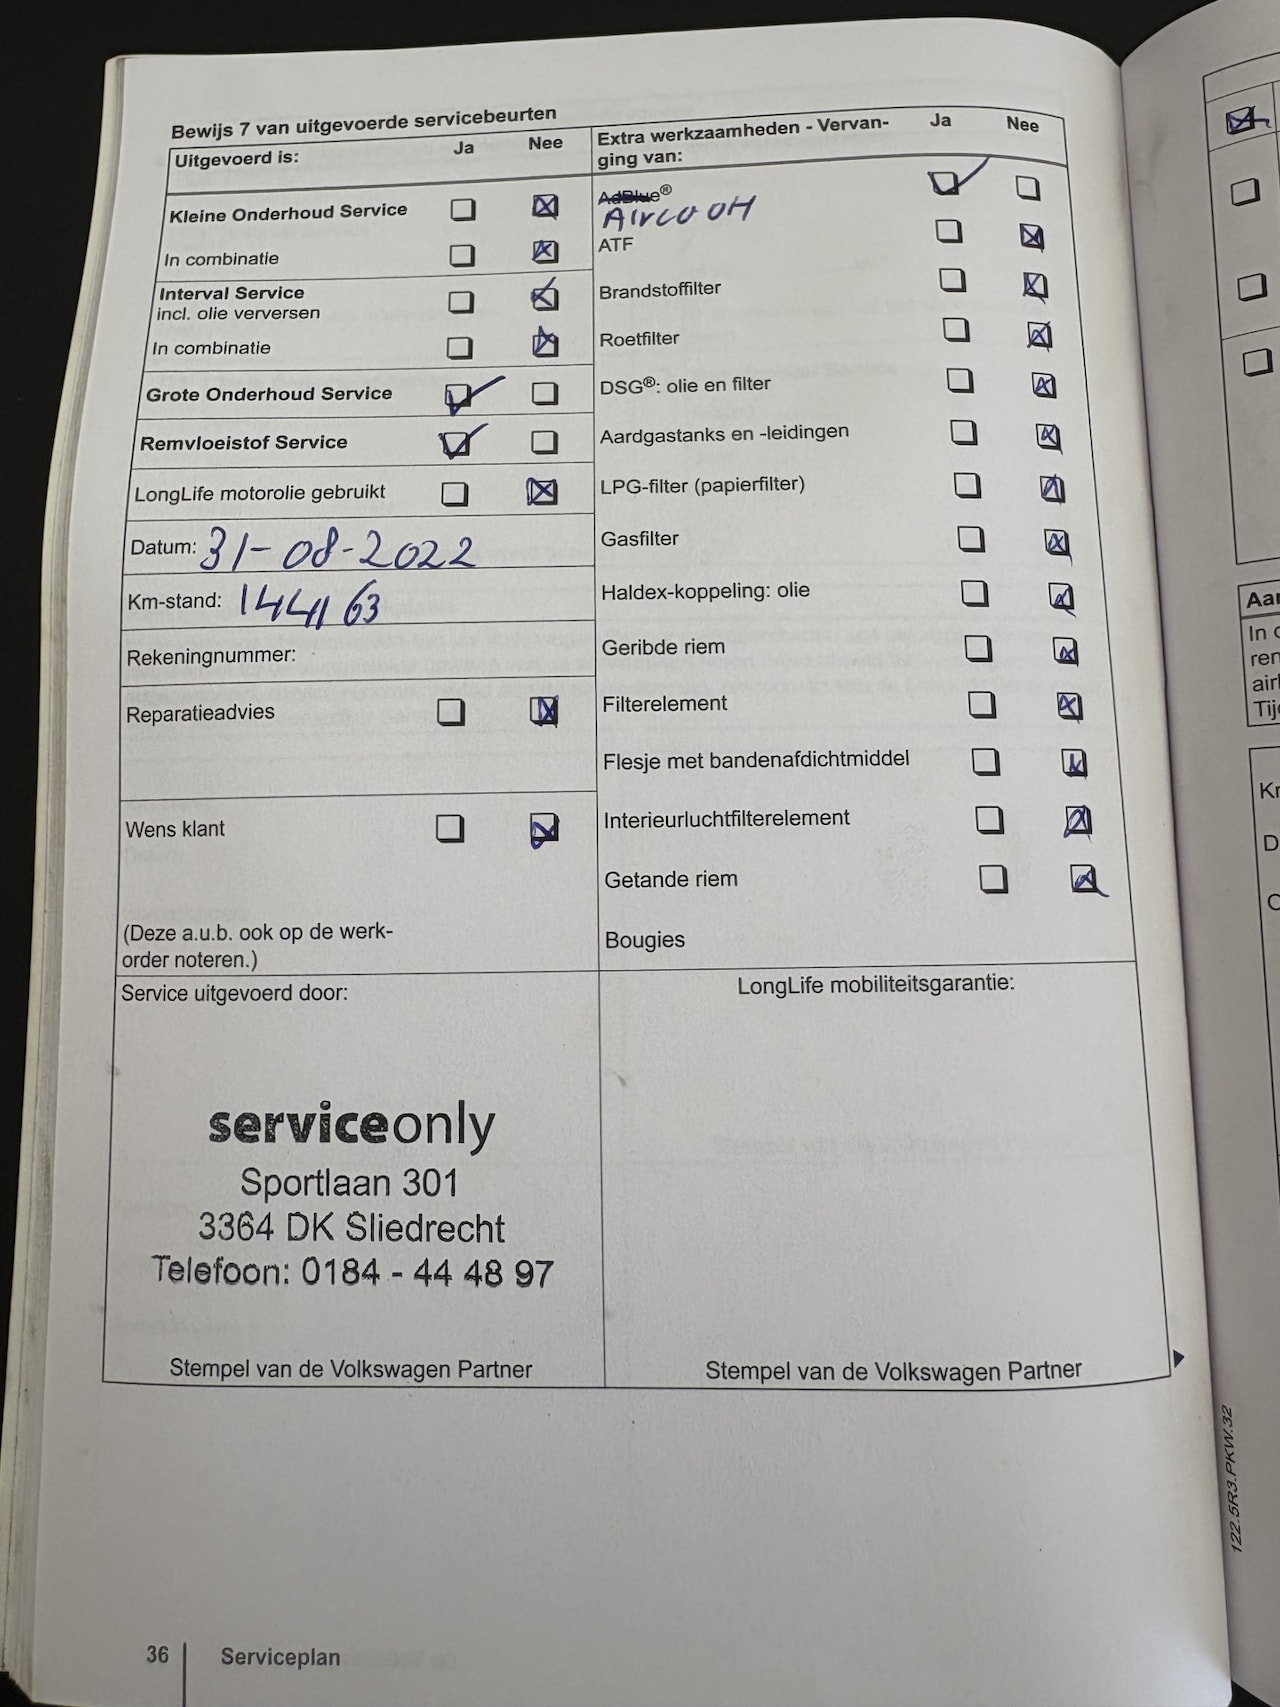 Bewijs 7 van uitgevoerde servicebeurten
Uitgevoerd is:
Ja
Nee
Kleine Onderhoud Service
In combinatie
Interval Service
incl. olie verversen
In combinatie
Grote Onderhoud Service
Remvloeistof Service
LongLife motorolie gebruikt
Datum: 31-08-2022
Km-stand: 144163
Rekeningnummer:
Reparatieadvies
Wens klant
(Deze a.u.b. ook op de werk-
order noteren.)
Extra werkzaamheden - Vervan-
ging van:
Ja
Nee
AdBlue®
Airco OH
ATF
Brandstoffilter
Roetfilter
DSG®: olie en filter
Aardgastanks en -leidingen
LPG-filter (papierfilter)
Gasfilter
Haldex-koppeling: olie
Geribde riem
Filterelement
Flesje met bandenafdichtmiddel
Interieurluchtfilterelement
Getande riem
Bougies
Service uitgevoerd door:
serviceonly
Sportlaan 301
3364 DK Sliedrecht
Telefoon: 0184 - 44 48 97
Stempel van de Volkswagen Partner
LongLife mobiliteitsgarantie:
Stempel van de Volkswagen Partner
36
Serviceplan
122.5R3.PKW.32